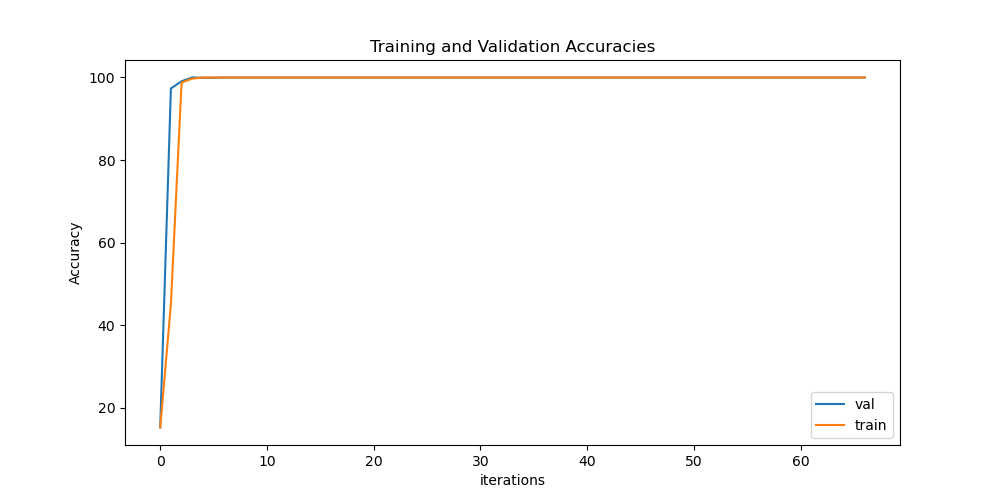 Training and Validation Accuracies
100
80
60
40
20
Accuracy
0 10 20 30 40 50 60
iterations
val
train